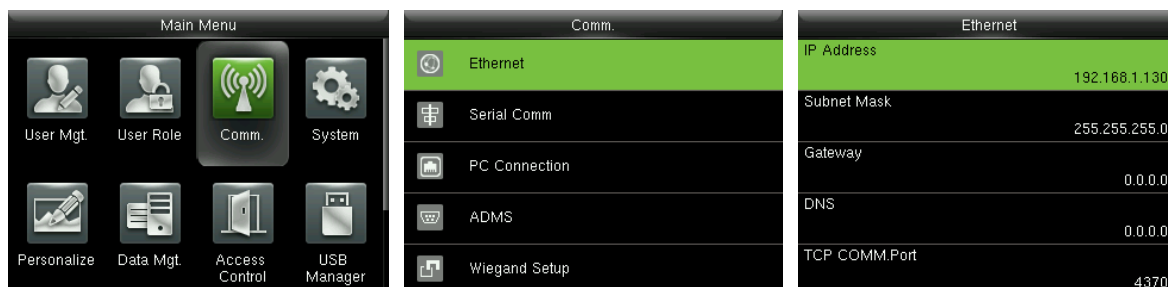 Main Menu
User Mgt.
User Role
Comm.
System
Personalize
Data Mgt.
Access
Control
USB
Manager
Comm.
Ethernet
Serial Comm
PC Connection
ADMS
Wiegand Setup
Ethernet
IP Address
192.168.1.130
Subnet Mask
255.255.255.0
Gateway
0.0.0.0
DNS
0.0.0.0
TCP COMM.Port
4370